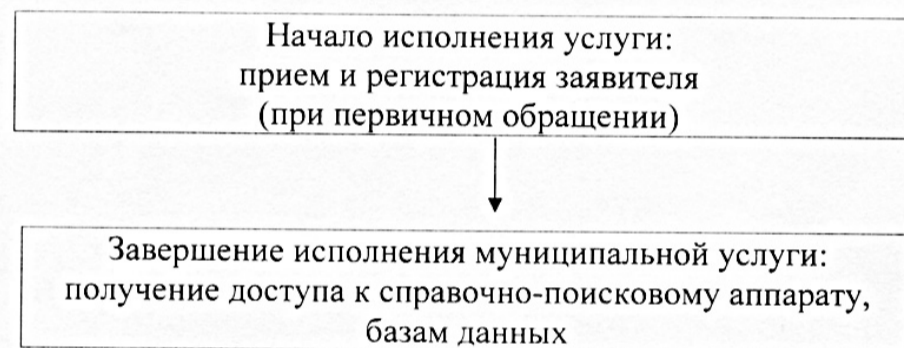 Начало исполнения услуги:
прием и регистрация заявителя
(при первичном обращении)
Завершение исполнения муниципальной услуги:
получение доступа к справочно-поисковому аппарату,
базам данных